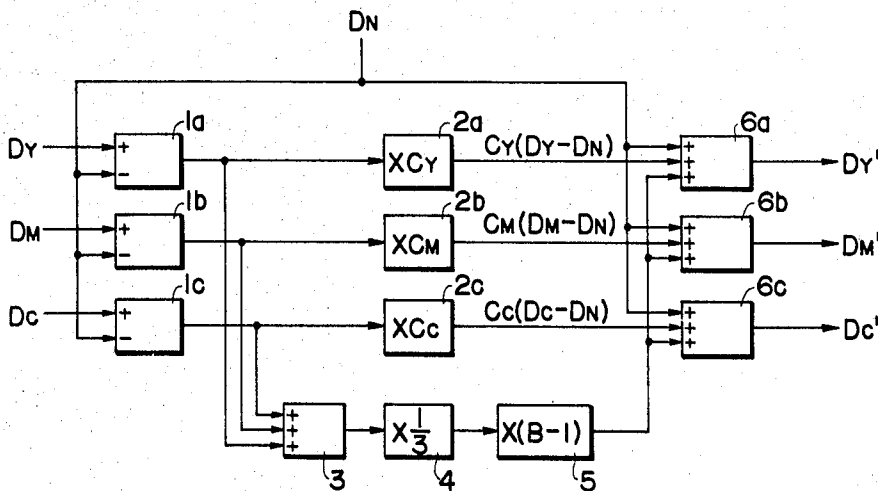 DN
1a 2a 6a
DY + - XCY CY(DY-DN) + + + DY'
1b 2b 6b
DM + - XCM CM(DM-DN) + + + DM'
1c 2c 6c
DC + - XCC CC(DC-DN) + + + DC'
+ + + X 1/3 X(B-1)
3 4 5